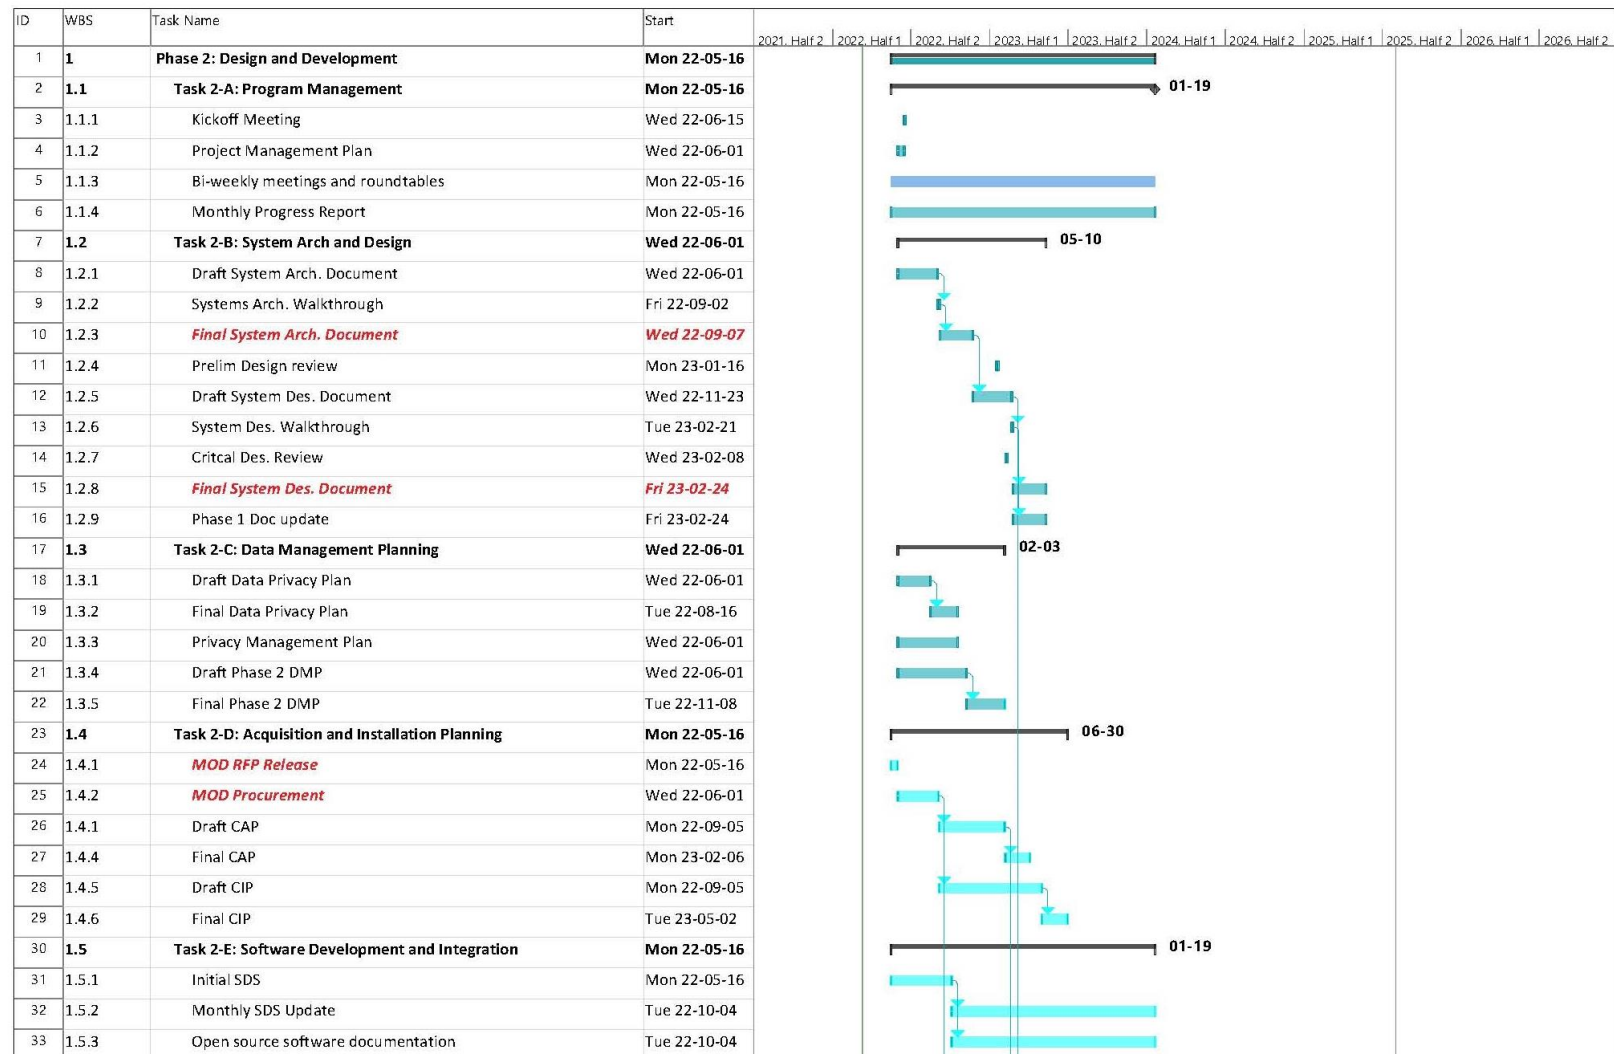 ID WBS Task Name Start
2021, Half 2 2022, Half 1 2022, Half 2 2023, Half 1 2023, Half 2 2024, Half 1 2024, Half 2 2025, Half 1 2025, Half 2 2026, Half 1 2026, Half 2
1 1 Phase 2: Design and Development Mon 22-05-16
2 1.1 Task 2-A: Program Management Mon 22-05-16 01-19
3 1.1.1 Kickoff Meeting Wed 22-06-15
4 1.1.2 Project Management Plan Wed 22-06-01
5 1.1.3 Bi-weekly meetings and roundtables Mon 22-05-16
6 1.1.4 Monthly Progress Report Mon 22-05-16
7 1.2 Task 2-B: System Arch and Design Wed 22-06-01 05-10
8 1.2.1 Draft System Arch. Document Wed 22-06-01
9 1.2.2 Systems Arch. Walkthrough Fri 22-09-02
10 1.2.3 Final System Arch. Document Wed 22-09-07
11 1.2.4 Prelim Design review Mon 23-01-16
12 1.2.5 Draft System Des. Document Wed 22-11-23
13 1.2.6 System Des. Walkthrough Tue 23-02-21
14 1.2.7 Critcal Des. Review Wed 23-02-08
15 1.2.8 Final System Des. Document Fri 23-02-24
16 1.2.9 Phase 1 Doc update Fri 23-02-24
17 1.3 Task 2-C: Data Management Planning Wed 22-06-01 02-03
18 1.3.1 Draft Data Privacy Plan Wed 22-06-01
19 1.3.2 Final Data Privacy Plan Tue 22-08-16
20 1.3.3 Privacy Management Plan Wed 22-06-01
21 1.3.4 Draft Phase 2 DMP Wed 22-06-01
22 1.3.5 Final Phase 2 DMP Tue 22-11-08
23 1.4 Task 2-D: Acquisition and Installation Planning Mon 22-05-16 06-30
24 1.4.1 MOD RFP Release Mon 22-05-16
25 1.4.2 MOD Procurement Wed 22-06-01
26 1.4.1 Draft CAP Mon 22-09-05
27 1.4.4 Final CAP Mon 23-02-06
28 1.4.5 Draft CIP Mon 22-09-05
29 1.4.6 Final CIP Tue 23-05-02
30 1.5 Task 2-E: Software Development and Integration Mon 22-05-16 01-19
31 1.5.1 Initial SDS Mon 22-05-16
32 1.5.2 Monthly SDS Update Tue 22-10-04
33 1.5.3 Open source software documentation Tue 22-10-04